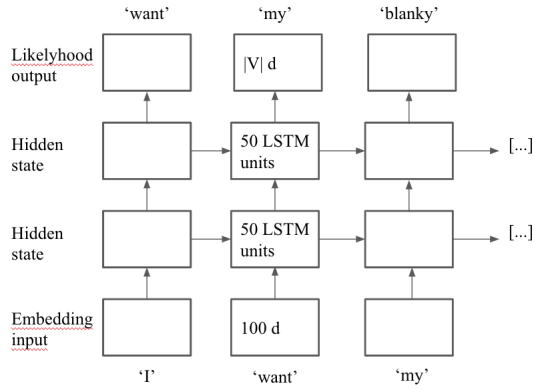 ‘want’ ‘my’ ‘blanky’
Likelyhood
output
|V| d
Hidden
state
50 LSTM
units
[...]
Hidden
state
50 LSTM
units
[...]
Embedding
input
100 d
‘I’ ‘want’ ‘my’